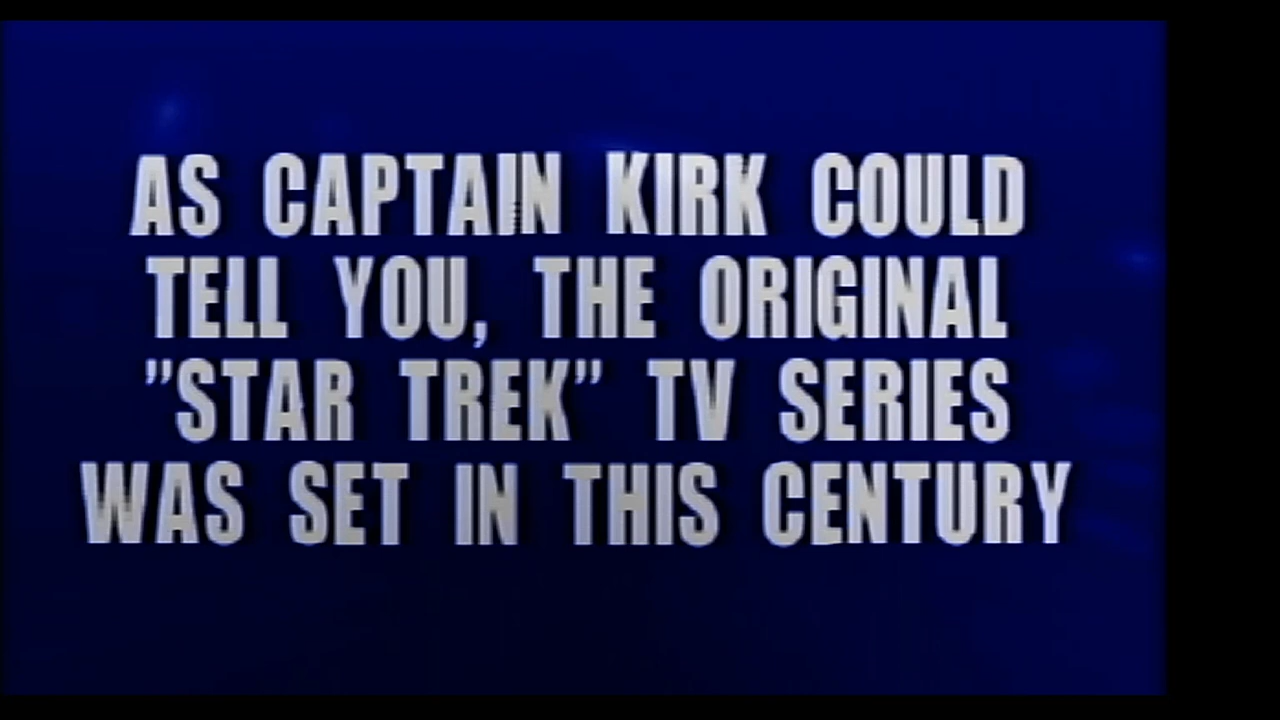 AS CAPTAIN KIRK COULD
TELL YOU, THE ORIGINAL
"STAR TREK" TV SERIES
WAS SET IN THIS CENTURY